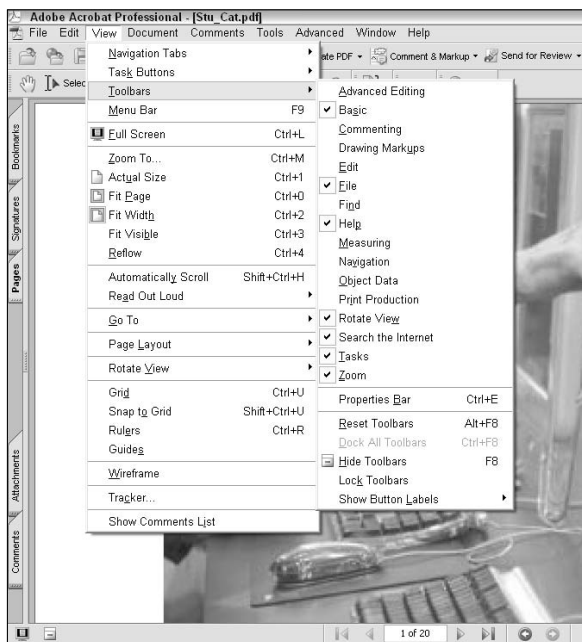 Adobe Acrobat Professional - [Stu_Cat.pdf]
File Edit View Document Comments Tools Advanced Window Help
ate PDF Comment & Markup Send for Review
Selec
Navigation Tabs
Task Buttons
Toolbars
Menu Bar F9
Full Screen Ctrl+L
Zoom To... Ctrl+M
Actual Size Ctrl+1
Fit Page Ctrl+0
Fit Width Ctrl+2
Fit Visible Ctrl+3
Reflow Ctrl+4
Automatically Scroll Shift+Ctrl+H
Read Out Loud
Go To
Page Layout
Rotate View
Grid Ctrl+U
Snap to Grid Shift+Ctrl+U
Rulers Ctrl+R
Guides
Wireframe
Tracker...
Show Comments List
Advanced Editing
Basic
Commenting
Drawing Markups
Edit
File
Find
Help
Measuring
Navigation
Object Data
Print Production
Rotate View
Search the Internet
Tasks
Zoom
Properties Bar Ctrl+E
Reset Toolbars Alt+F8
Dock All Toolbars Ctrl+F8
Hide Toolbars F8
Lock Toolbars
Show Button Labels
Bookmarks
Signatures
Pages
Attachments
Comments
1 of 20